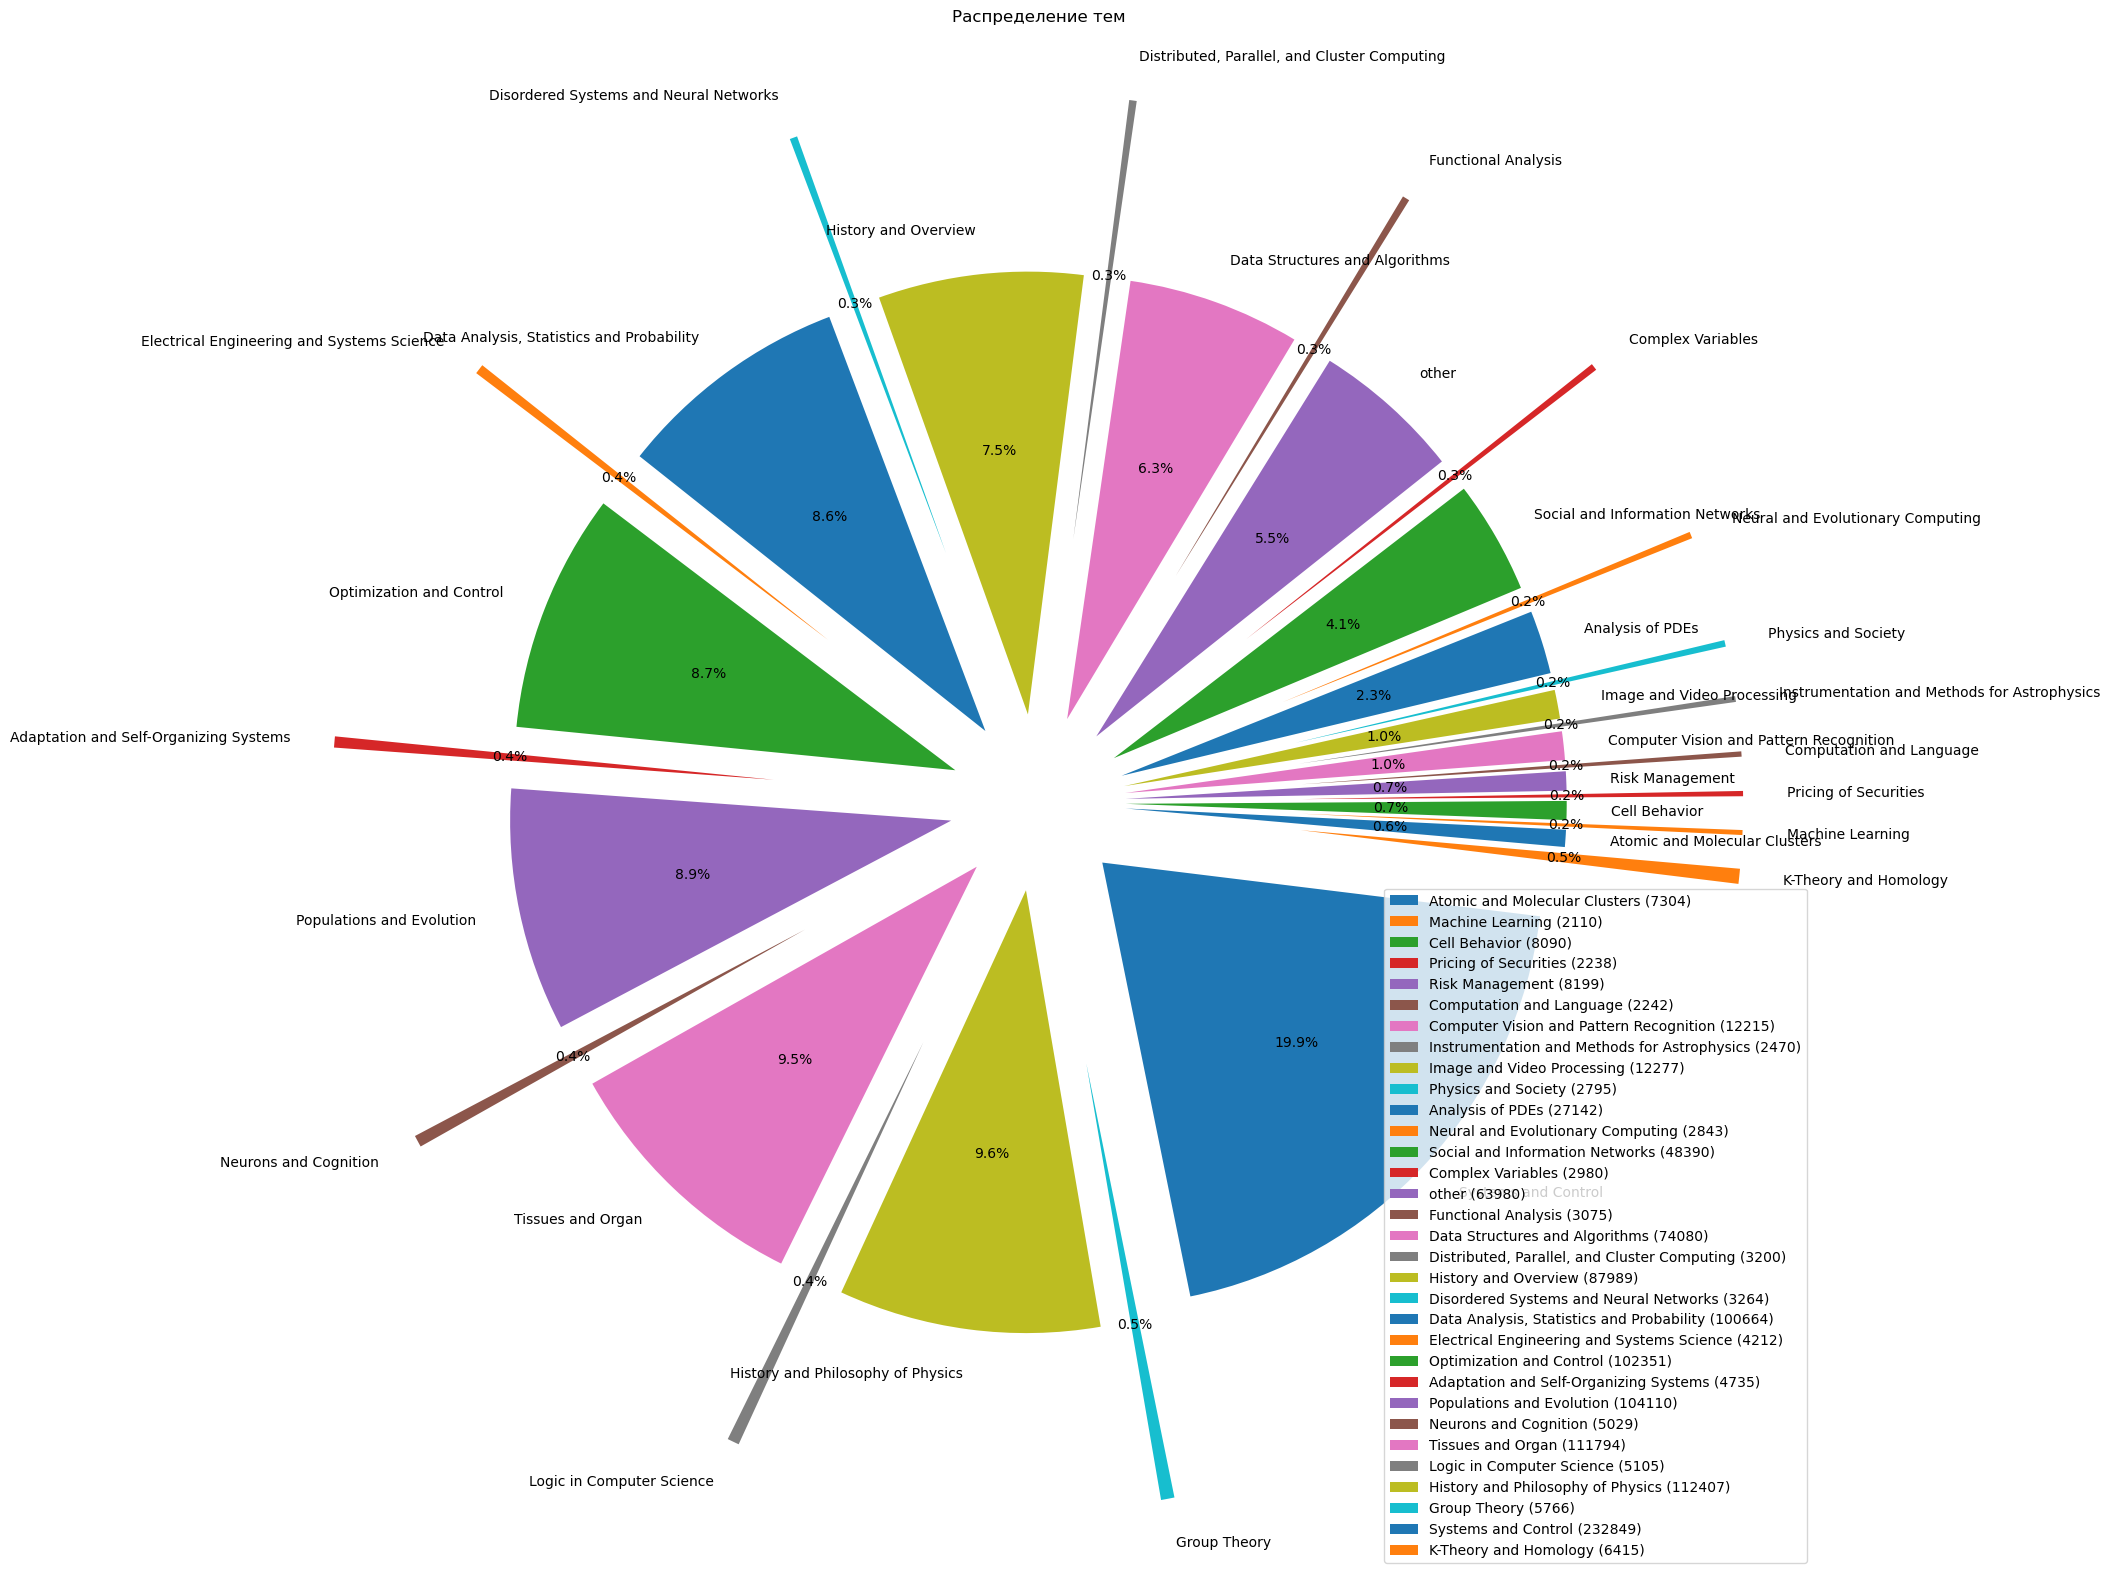 Распределение тем
Distributed, Parallel, and Cluster Computing
Disordered Systems and Neural Networks
Functional Analysis
History and Overview
Data Structures and Algorithms
0.3%
0.3%
Data Analysis, Statistics and Probability
Electrical Engineering and Systems Science
Complex Variables
0.3%
other
7.5%
6.3%
0.3%
0.4%
8.6%
Social and Information Networks
Neural and Evolutionary Computing
5.5%
Optimization and Control
0.2%
4.1%
Analysis of PDEs
Physics and Society
8.7%
0.2%
2.3%
Image and Video Processing
Instrumentation and Methods for Astrophysics
0.2%
Adaptation and Self-Organizing Systems
1.0%
Computer Vision and Pattern Recognition
Computation and Language
0.4%
1.0%
0.2%
Risk Management
0.7%
0.2%
Pricing of Securities
0.7%
Cell Behavior
0.6%
0.2%
Machine Learning
Atomic and Molecular Clusters
0.5%
8.9%
K-Theory and Homology
Populations and Evolution
19.9%
0.4%
9.5%
9.6%
Neurons and Cognition
Systems and Control
Tissues and Organ
0.4%
0.5%
History and Philosophy of Physics
Logic in Computer Science
Group Theory
Atomic and Molecular Clusters (7304)
Machine Learning (2110)
Cell Behavior (8090)
Pricing of Securities (2238)
Risk Management (8199)
Computation and Language (2242)
Computer Vision and Pattern Recognition (12215)
Instrumentation and Methods for Astrophysics (2470)
Image and Video Processing (12277)
Physics and Society (2795)
Analysis of PDEs (27142)
Neural and Evolutionary Computing (2843)
Social and Information Networks (48390)
Complex Variables (2980)
other (63980)
Functional Analysis (3075)
Data Structures and Algorithms (74080)
Distributed, Parallel, and Cluster Computing (3200)
History and Overview (87989)
Disordered Systems and Neural Networks (3264)
Data Analysis, Statistics and Probability (100664)
Electrical Engineering and Systems Science (4212)
Optimization and Control (102351)
Adaptation and Self-Organizing Systems (4735)
Populations and Evolution (104110)
Neurons and Cognition (5029)
Tissues and Organ (111794)
Logic in Computer Science (5105)
History and Philosophy of Physics (112407)
Group Theory (5766)
Systems and Control (232849)
K-Theory and Homology (6415)